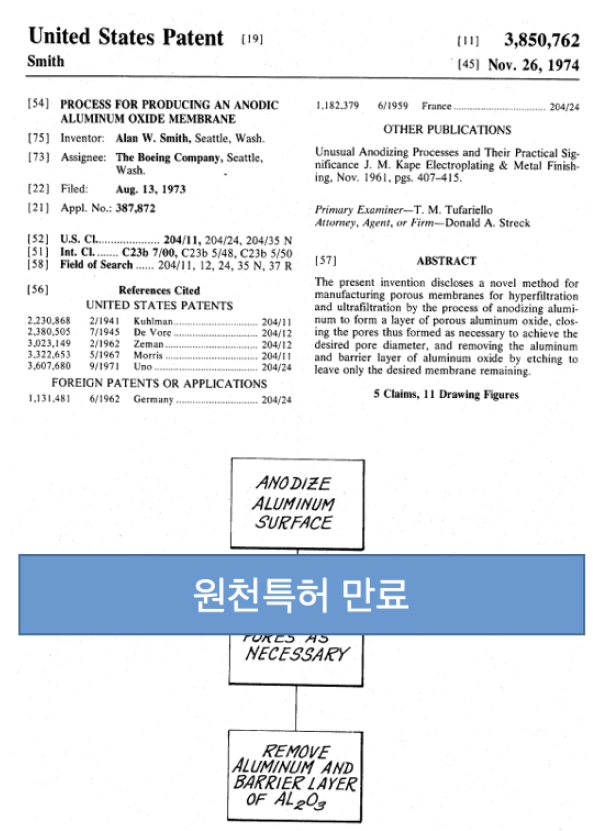 United States Patent [19]
Smith
[11] 3,850,762
[45] Nov. 26, 1974
[54] PROCESS FOR PRODUCING AN ANODIC
ALUMINUM OXIDE MEMBRANE
[75] Inventor: Alan W. Smith, Seattle, Wash.
[73] Assignee: The Boeing Company, Seattle,
Wash.
[22] Filed: Aug. 13, 1973
[21] Appl. No.: 387,872
[52] U.S. Cl. .................... 204/11, 204/24, 204/35 N
[51] Int. Cl. ....... C23b 7/00, C23b 5/48, C23b 5/50
[58] Field of Search ...... 204/11, 12, 24, 35 N, 37 R
[56] References Cited
UNITED STATES PATENTS
2,230,868 2/1941 Kuhlman ........................ 204/11
2,380,505 7/1945 De Vore ........................ 204/12
3,023,149 2/1962 Zeman ........................ 204/12
3,322,653 5/1967 Morris ........................ 204/11
3,607,680 9/1971 Uno ........................ 204/24
FOREIGN PATENTS OR APPLICATIONS
1,131,481 6/1962 Germany ........................ 204/24
1,182,379 6/1959 France ........................ 204/24
OTHER PUBLICATIONS
Unusual Anodizing Processes and Their Practical Sig-
nificance J. M. Kape Electroplating & Metal Finish-
ing, Nov. 1961, pgs. 407–415.
Primary Examiner—T. M. Tufariello
Attorney, Agent, or Firm—Donald A. Streck
[57] ABSTRACT
The present invention discloses a novel method for
manufacturing porous membranes for hyperfiltration
and ultrafiltration by the process of anodizing alumi-
num to form a layer of porous aluminum oxide, clos-
ing the pores thus formed as necessary to achieve the
desired pore diameter, and removing the aluminum
and barrier layer of aluminum oxide by etching to
leave only the desired membrane remaining.
5 Claims, 11 Drawing Figures
ANODIZE
ALUMINUM
SURFACE
원천특허 만료
PORES AS
NECESSARY
REMOVE
ALUMINUM AND
BARRIER LAYER
OF AL2O3